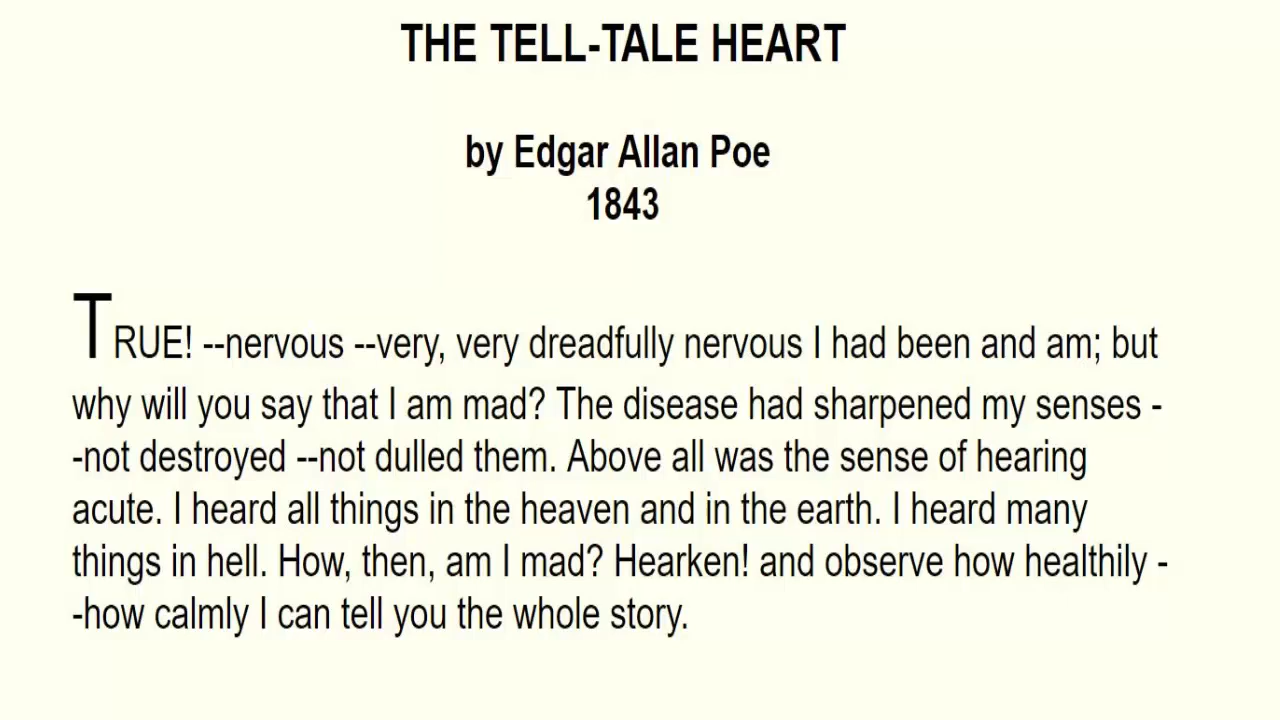 THE TELL-TALE HEART
by Edgar Allan Poe
1843
TRUE! --nervous --very, very dreadfully nervous I had been and am; but
why will you say that I am mad? The disease had sharpened my senses -
-not destroyed --not dulled them. Above all was the sense of hearing
acute. I heard all things in the heaven and in the earth. I heard many
things in hell. How, then, am I mad? Hearken! and observe how healthily -
-how calmly I can tell you the whole story.